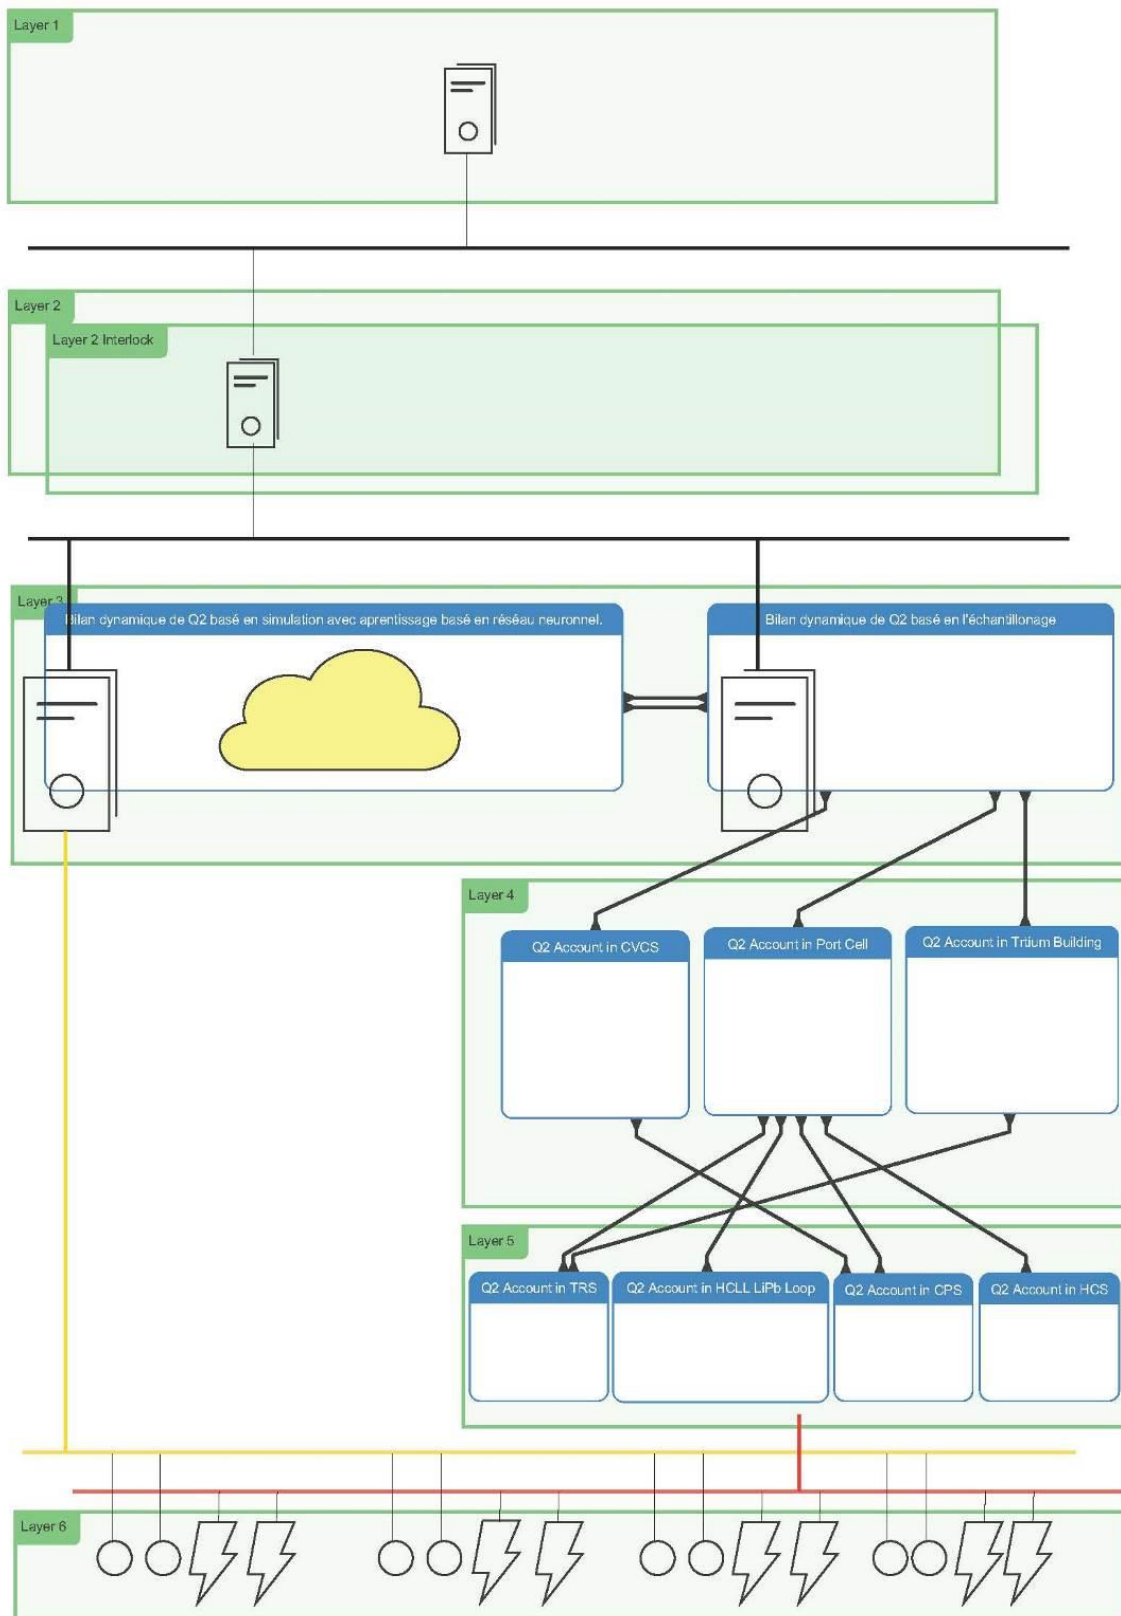 Layer 1
Layer 2
Layer 2 Interlock
Layer 3
Bilan dynamique de Q2 basé en simulation avec aprentissage basé en réseau neuronnel.
Bilan dynamique de Q2 basé en l'échantillonage
Layer 4
Q2 Account in CVCS
Q2 Account in Port Cell
Q2 Account in Trtium Building
Layer 5
Q2 Account in TRS
Q2 Account in HCLL LiPb Loop
Q2 Account in CPS
Q2 Account in HCS
Layer 6